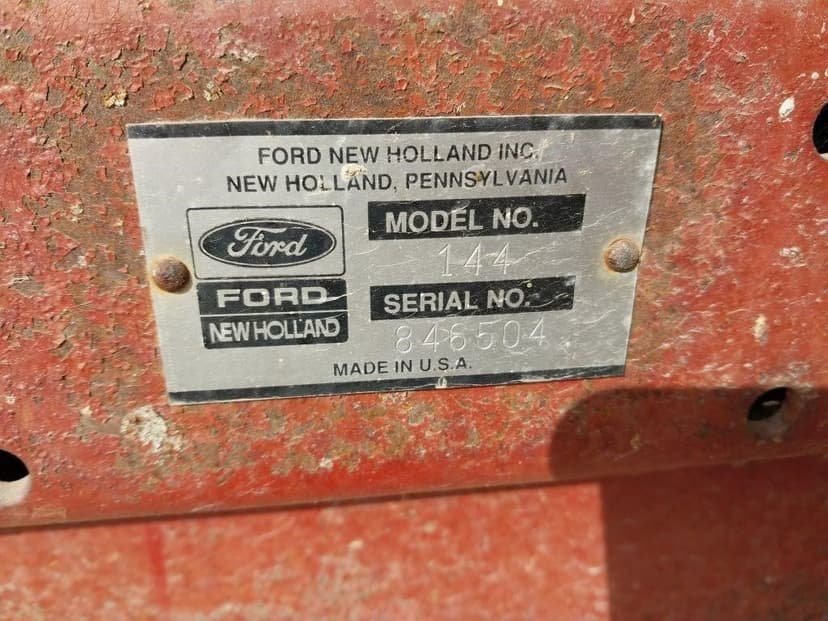 FORD NEW HOLLAND INC.
NEW HOLLAND, PENNSYLVANIA
Ford
FORD
NEW HOLLAND
MODEL NO.
144
SERIAL NO.
846504
MADE IN U.S.A.